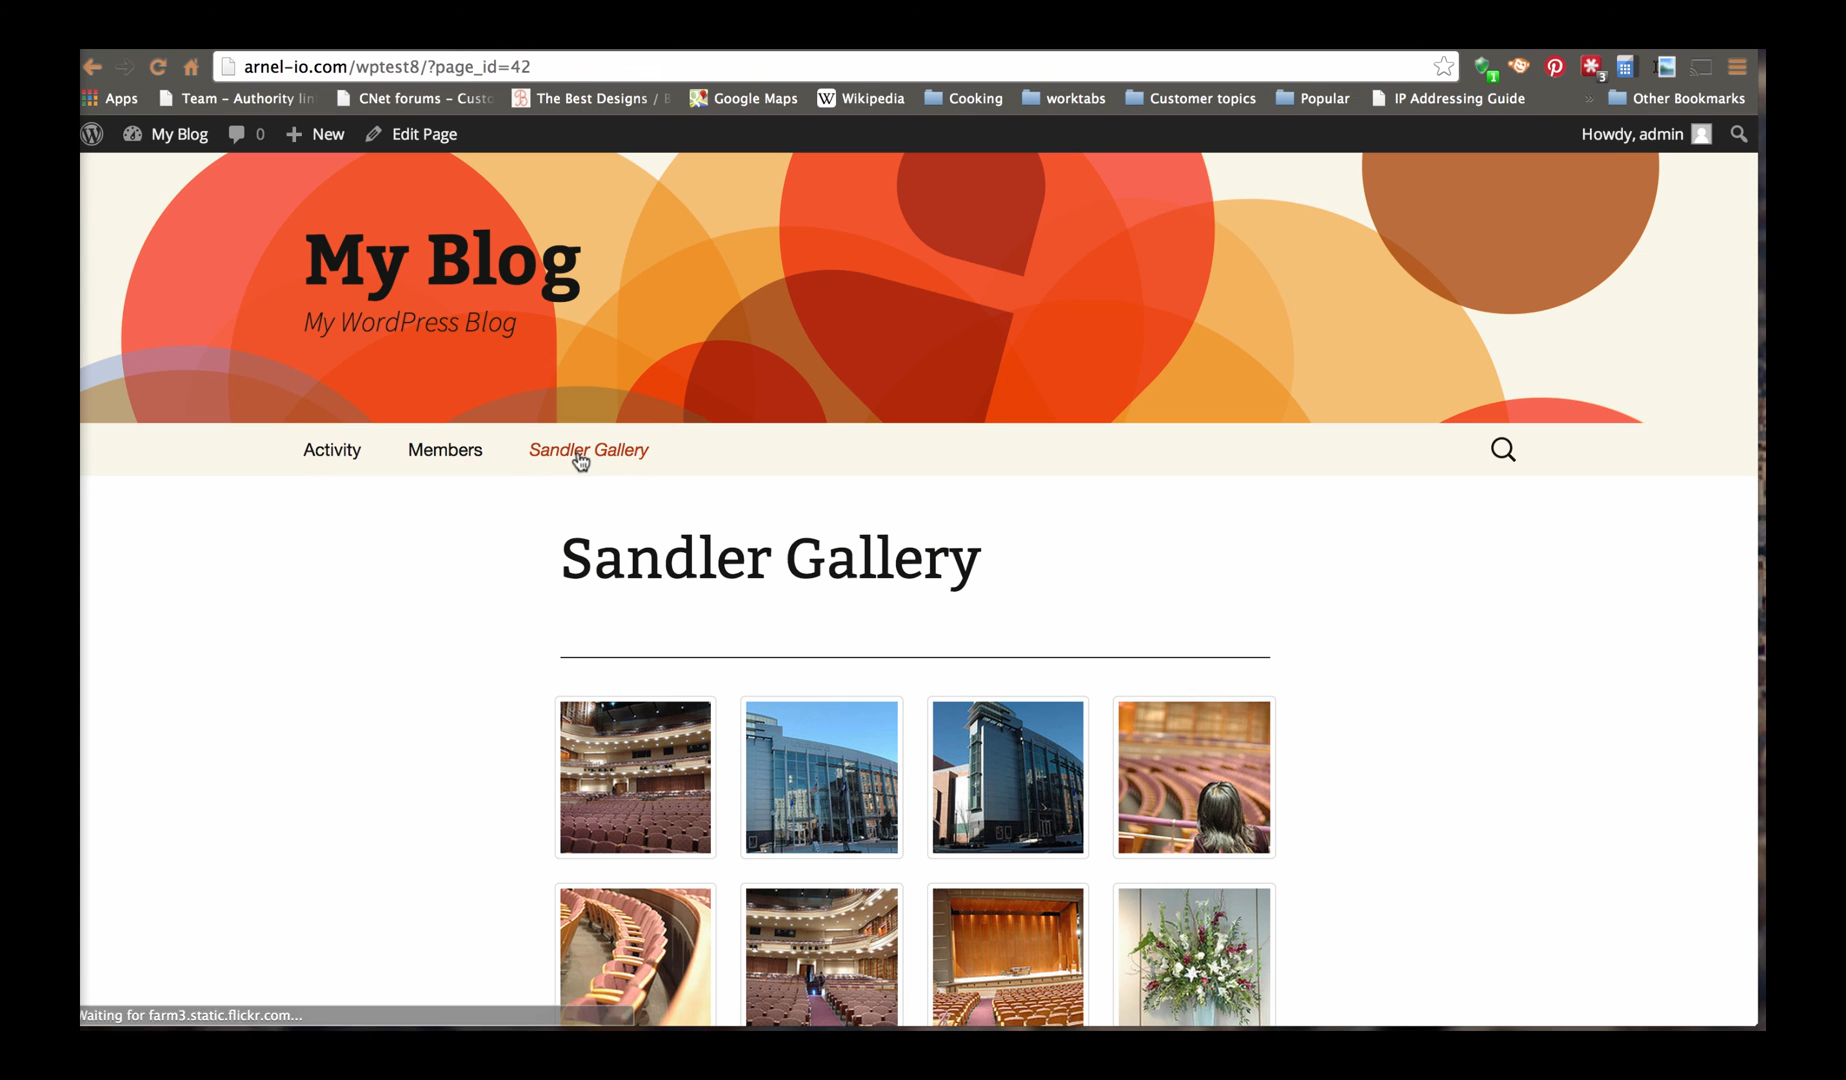 arnel-io.com/wptest8/?page_id=42
1
3
Apps Team – Authority lin CNet forums – Custo The Best Designs / B Google Maps W Wikipedia Cooking worktabs Customer topics Popular IP Addressing Guide » Other Bookmarks
My Blog 0 New Edit Page Howdy, admin
My Blog
My WordPress Blog
Activity Members Sandler Gallery
Sandler Gallery
Waiting for farm3.static.flickr.com...